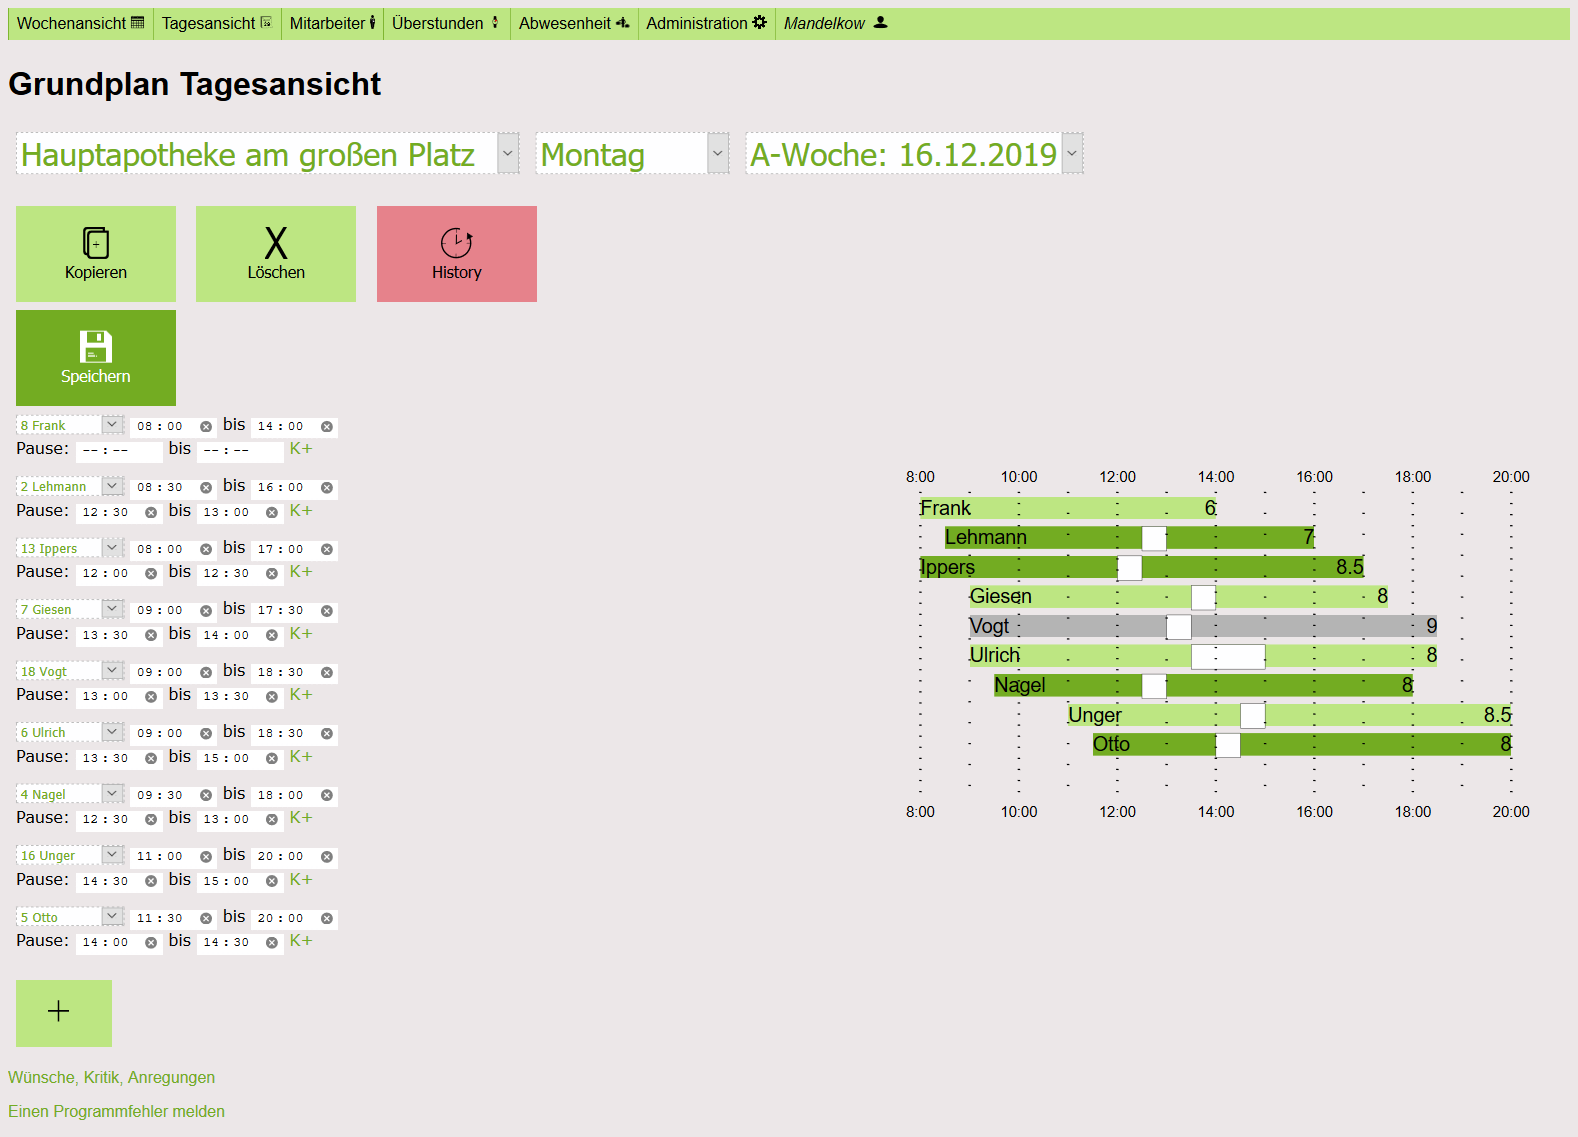 Wochenansicht Tagesansicht Mitarbeiter Überstunden Abwesenheit Administration Mandelkow
Grundplan Tagesansicht
Hauptapotheke am großen Platz Montag A-Woche: 16.12.2019
Kopieren Löschen History
Speichern
8 Frank 08:00 bis 14:00
Pause: --:-- bis --:-- K+
2 Lehmann 08:30 bis 16:00
Pause: 12:30 bis 13:00 K+
13 Ippers 08:00 bis 17:00
Pause: 12:00 bis 12:30 K+
7 Giesen 09:00 bis 17:30
Pause: 13:30 bis 14:00 K+
18 Vogt 09:00 bis 18:30
Pause: 13:00 bis 13:30 K+
6 Ulrich 09:00 bis 18:30
Pause: 13:30 bis 15:00 K+
4 Nagel 09:30 bis 18:00
Pause: 12:30 bis 13:00 K+
16 Unger 11:00 bis 20:00
Pause: 14:30 bis 15:00 K+
5 Otto 11:30 bis 20:00
Pause: 14:00 bis 14:30 K+
8:00 10:00 12:00 14:00 16:00 18:00 20:00
Frank 6
Lehmann 7
Ippers 8.5
Giesen 8
Vogt 9
Ulrich 8
Nagel 8
Unger 8.5
Otto 8
8:00 10:00 12:00 14:00 16:00 18:00 20:00
+
Wünsche, Kritik, Anregungen
Einen Programmfehler melden